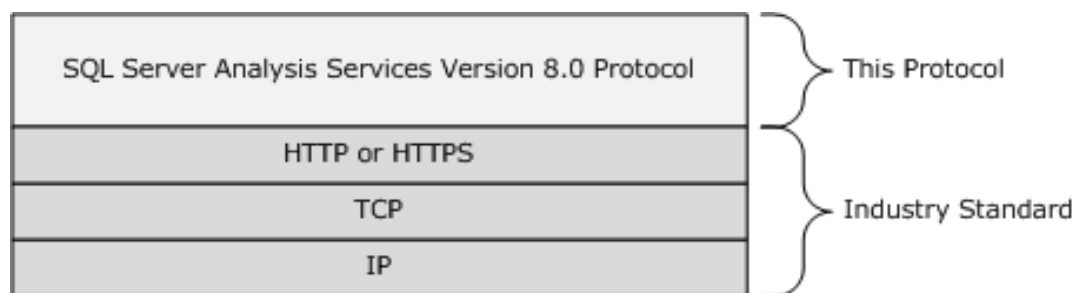 SQL Server Analysis Services Version 8.0 Protocol
This Protocol
HTTP or HTTPS
TCP
Industry Standard
IP